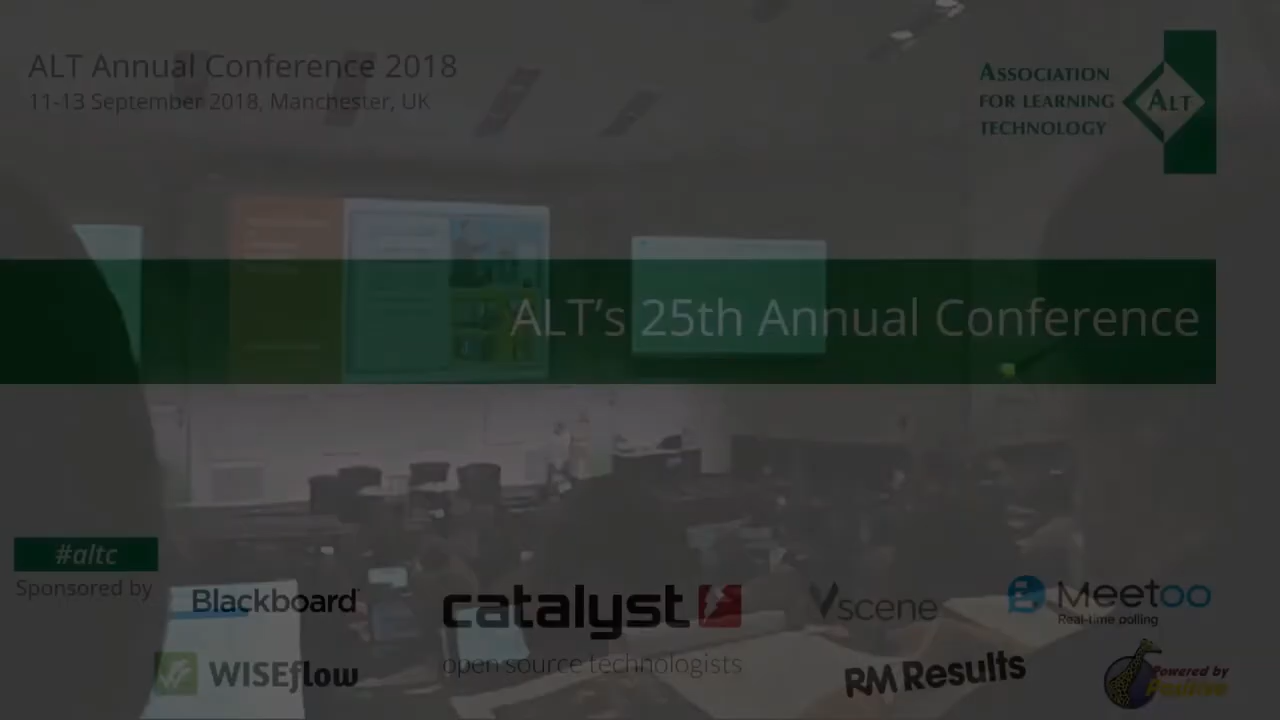 ALT Annual Conference 2018
11-13 September 2018, Manchester, UK
ASSOCIATION
FOR LEARNING
TECHNOLOGY
ALT
ALT's 25th Annual Conference
#altc
Sponsored by
Blackboard
catalyst
open source technologists
Vscene
Meetoo
Real-time polling
WISEflow
RM Results
Powered by